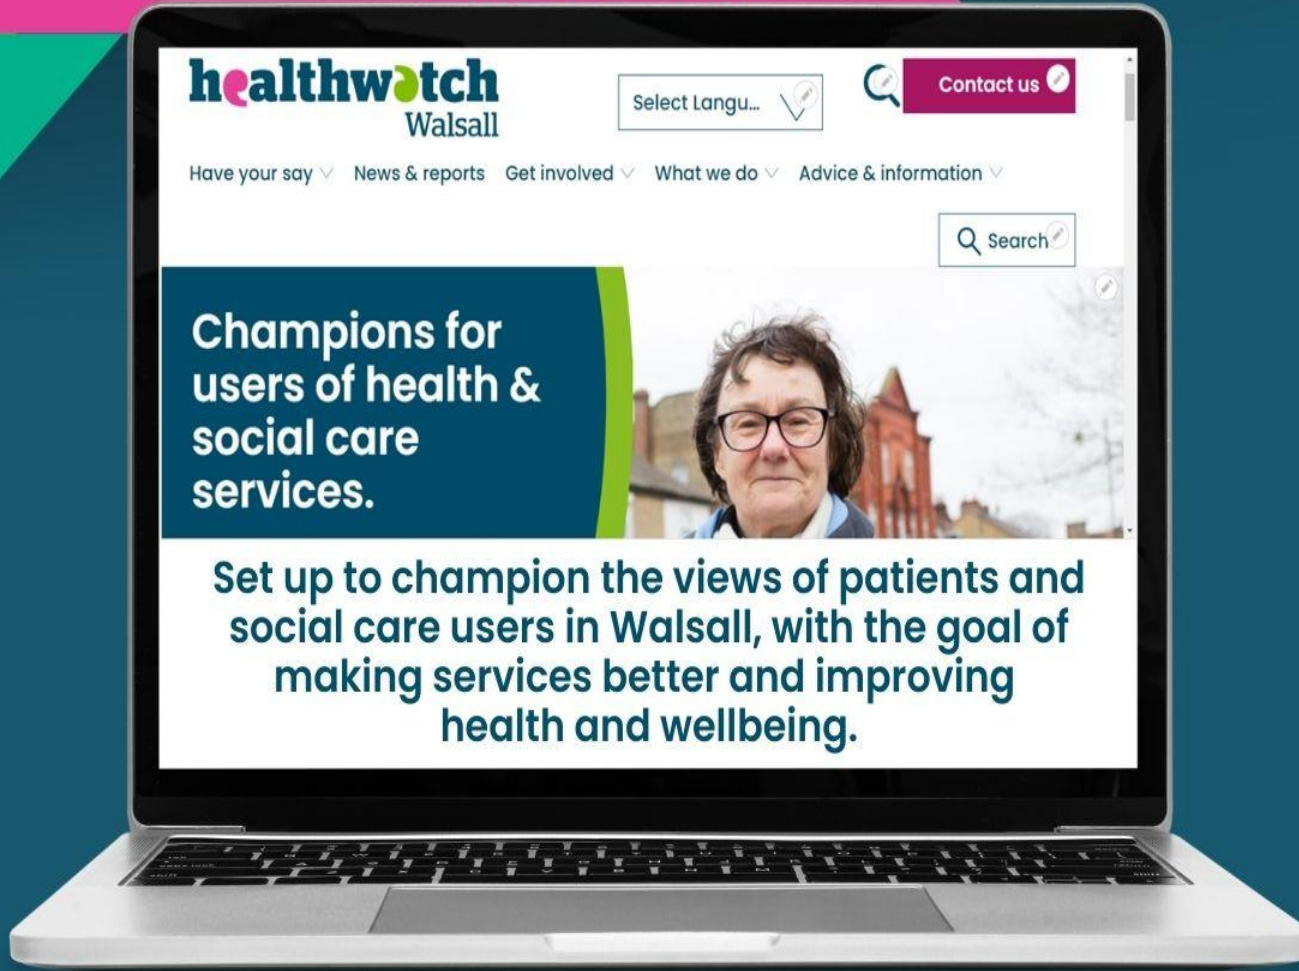 healthwatch
Walsall
Select Langu...
Contact us
Have your say News & reports Get involved What we do Advice & information
Search
Champions for
users of health &
social care
services.
Set up to champion the views of patients and
social care users in Walsall, with the goal of
making services better and improving
health and wellbeing.